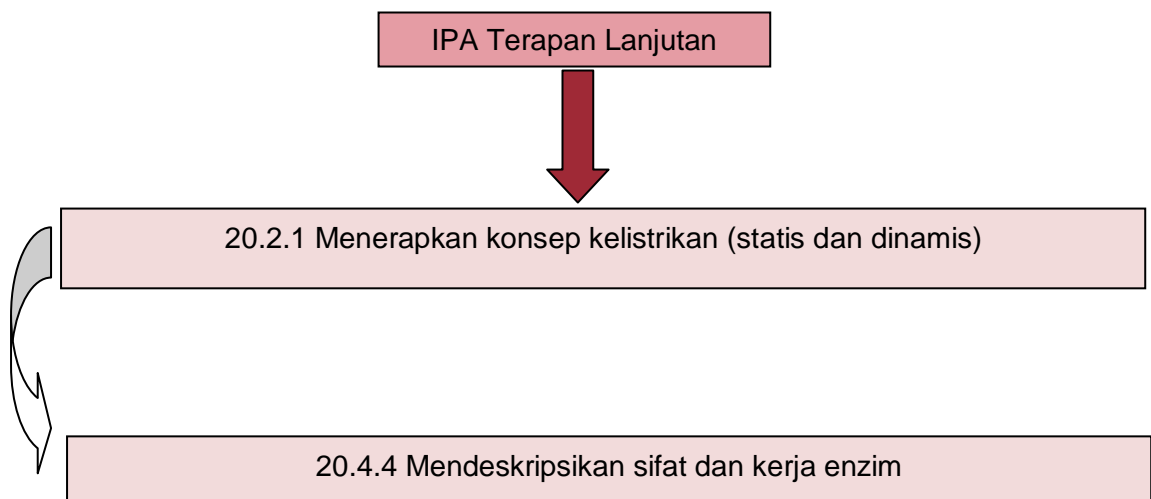 IPA Terapan Lanjutan
20.2.1 Menerapkan konsep kelistrikan (statis dan dinamis)
20.4.4 Mendeskripsikan sifat dan kerja enzim